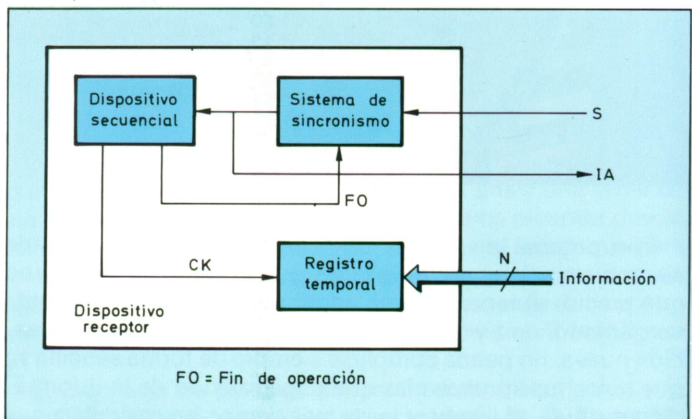 Dispositivo
secuencial
Sistema de
sincronismo
S
IA
FO
CK
Registro
temporal
N
Información
Dispositivo
receptor
FO = Fin de operación